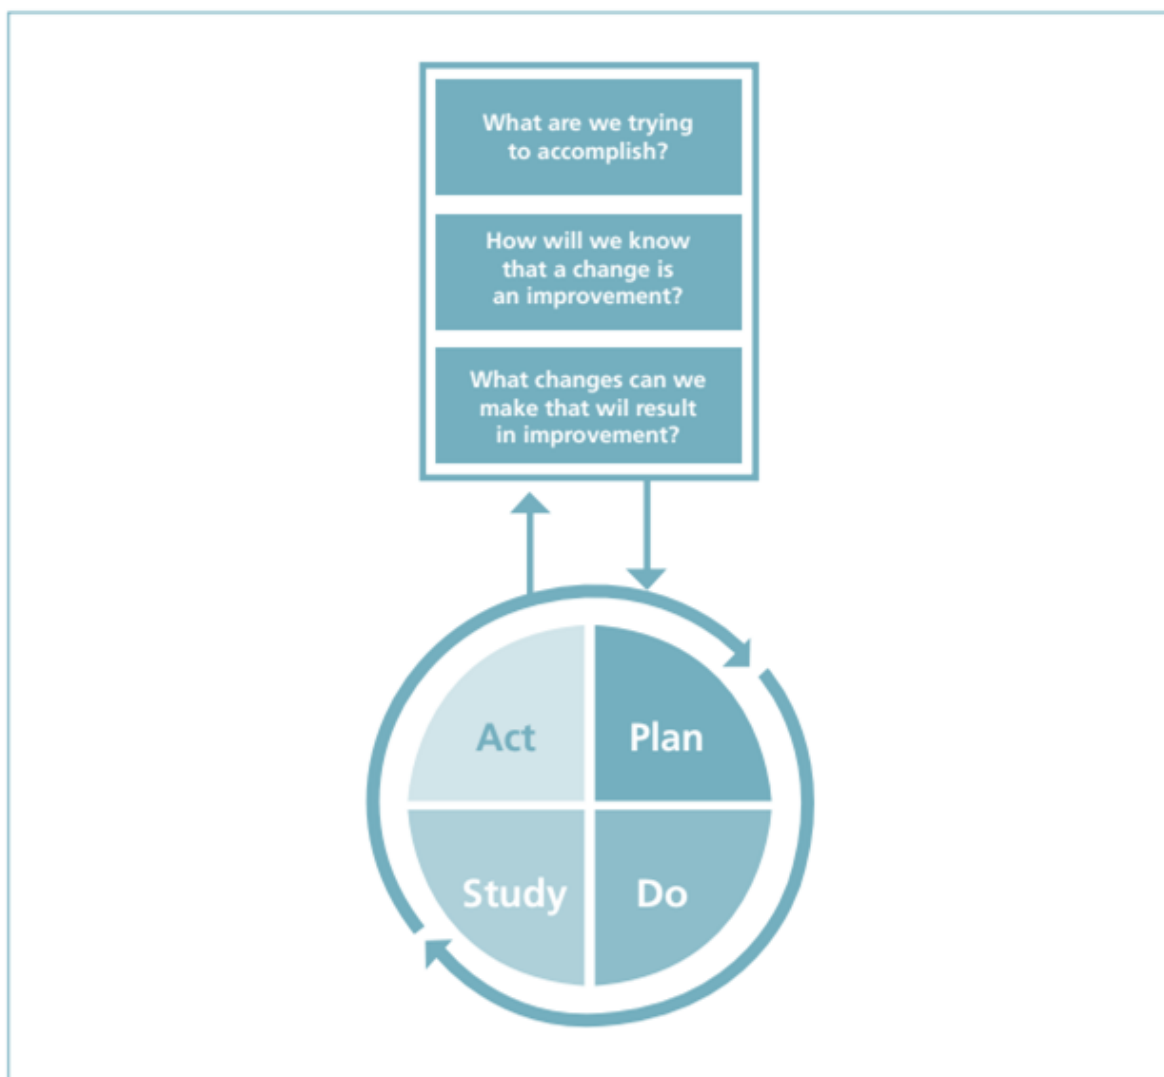 What are we trying
to accomplish?
How will we know
that a change is
an improvement?
What changes can we
make that wil result
in improvement?
Act
Plan
Study
Do